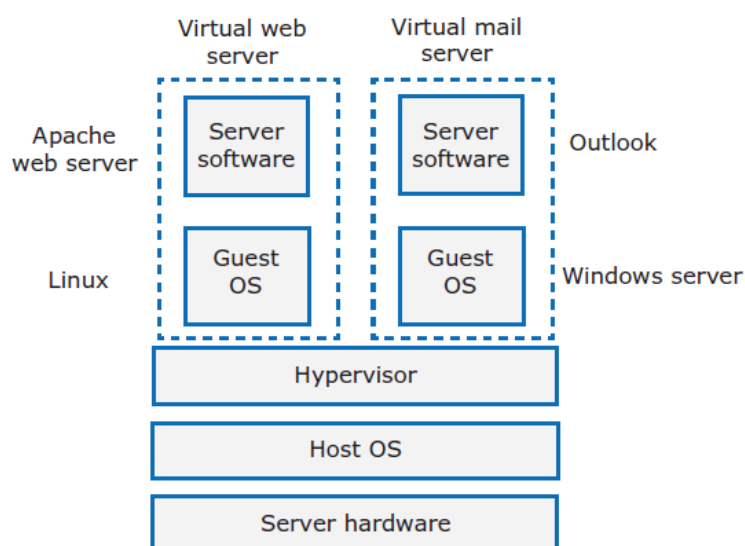 Virtual web
server
Virtual mail
server
Apache
web server
Server
software
Server
software
Outlook
Linux
Guest
OS
Guest
OS
Windows server
Hypervisor
Host OS
Server hardware